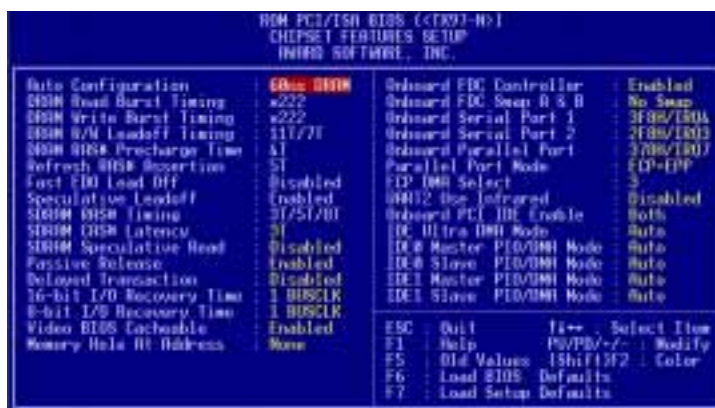 ROM PCI/ISA BIOS (<TX97-N>)
CHIPSET FEATURES SETUP
AWARD SOFTWARE, INC.
Auto Configuration : 60ns DRAM
DRAM Read Burst Timing : x222
DRAM Write Burst Timing : x222
DRAM R/W Leadoff Timing : 11T/7T
DRAM RAS# Precharge Time : 4T
Refresh RAS# Assertion : 5T
Fast EDO Lead Off : Disabled
Speculative Leadoff : Enabled
SDRAM RAS# Timing : 3T/5T/8T
SDRAM CAS# Latency : 3T
SDRAM Speculative Read : Disabled
Passive Release : Enabled
Delayed Transaction : Disabled
16-bit I/O Recovery Time : 1 BUSCLK
8-bit I/O Recovery Time : 1 BUSCLK
Video BIOS Cacheable : Enabled
Memory Hole At Address : None
Onboard FDC Controller : Enabled
Onboard FDC Swap A & B : No Swap
Onboard Serial Port 1 : 3F8H/IRQ4
Onboard Serial Port 2 : 2F8H/IRQ3
Onboard Parallel Port : 378H/IRQ7
Parallel Port Mode : ECP+EPP
ECP DMA Select : 3
UART2 Use Infrared : Disabled
Onboard PCI IDE Enable : Both
IDE Ultra DMA Mode : Auto
IDE0 Master PIO/DMA Mode : Auto
IDE0 Slave PIO/DMA Mode : Auto
IDE1 Master PIO/DMA Mode : Auto
IDE1 Slave PIO/DMA Mode : Auto
ESC : Quit ↑↓→← : Select Item
F1 : Help PU/PD/+/- : Modify
F5 : Old Values (Shift)F2 : Color
F6 : Load BIOS Defaults
F7 : Load Setup Defaults